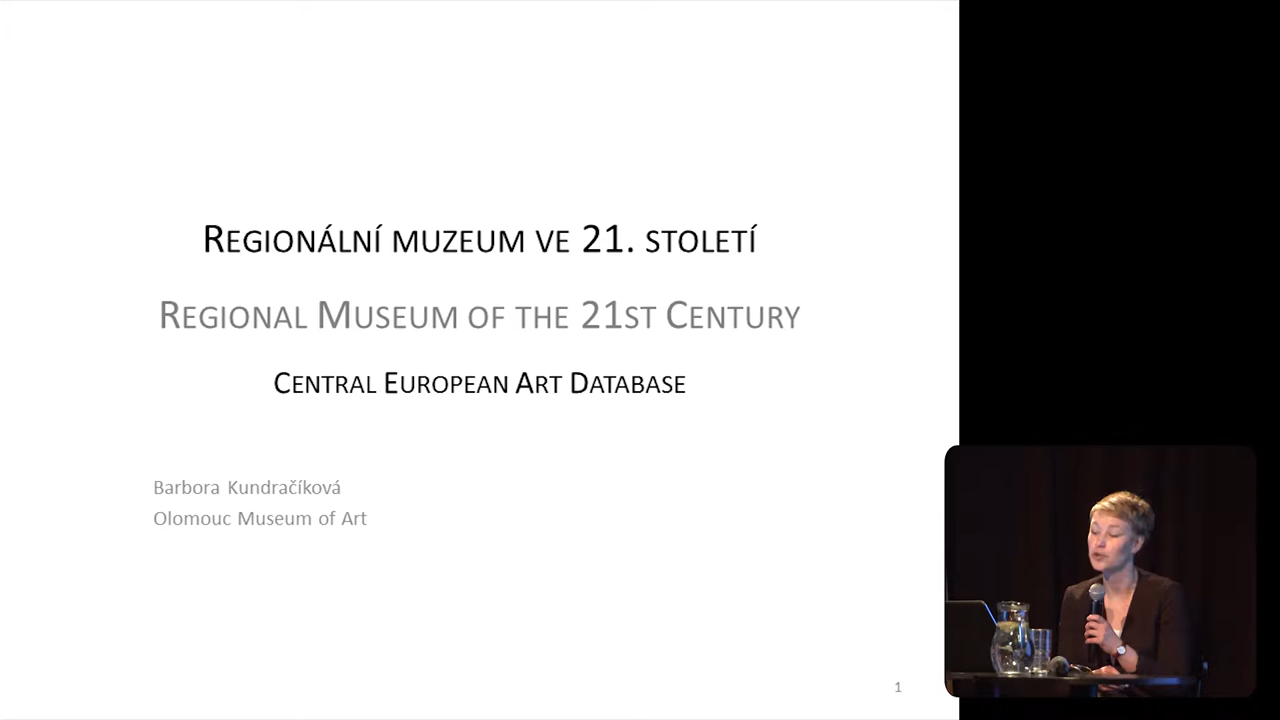 Regionální muzeum ve 21. století
Regional Museum of the 21st Century
Central European Art Database
Barbora Kundračíková
Olomouc Museum of Art
1